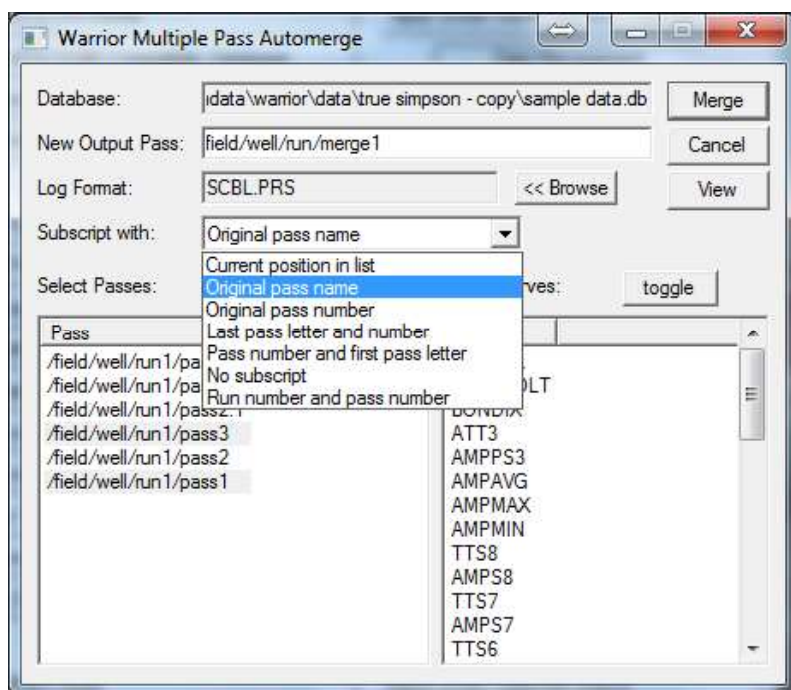 Warrior Multiple Pass Automerge
Database: data\warrior\data\true simpson - copy\sample data.db Merge
New Output Pass: field/well/run/merge1 Cancel
Log Format: SCBL.PRS << Browse View
Subscript with: Original pass name
Current position in list
Select Passes: Original pass name ves: toggle
Original pass number
Pass Last pass letter and number
/field/well/run1/pa Pass number and first pass letter
/field/well/run1/pa No subscript LT
/field/well/run1/pass2.1 Run number and pass number BONDIX
/field/well/run1/pass3 ATT3
/field/well/run1/pass2 AMPPS3
/field/well/run1/pass1 AMPAVG
AMPMAX
AMPMIN
TTS8
AMPS8
TTS7
AMPS7
TTS6